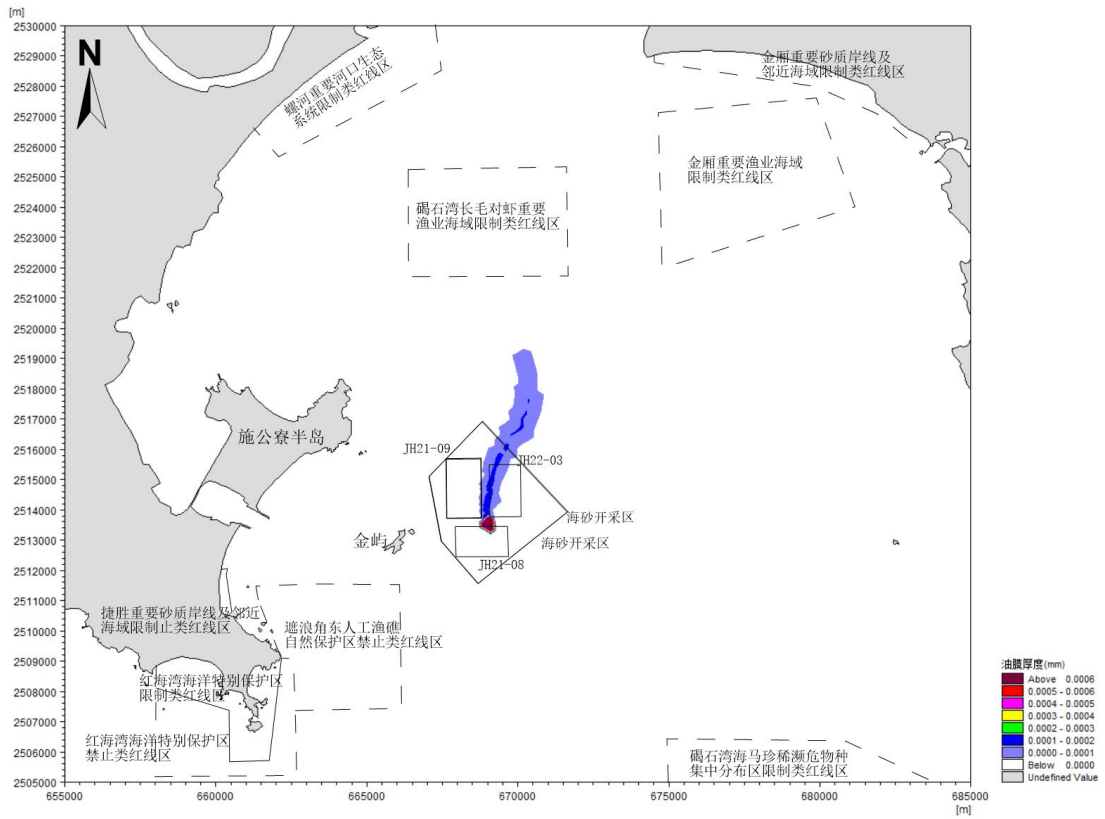 [m]
2530000
2529000
2528000
2527000
2526000
2525000
2524000
2523000
2522000
2521000
2520000
2519000
2518000
2517000
2516000
2515000
2514000
2513000
2512000
2511000
2510000
2509000
2508000
2507000
2506000
2505000
N
螺河重要河口生态
系统限制类红线区
金厢重要砂质岸线及
邻近海域限制类红线区
金厢重要渔业海域
限制类红线区
碣石湾长毛对虾重要
渔业海域限制类红线区
施公寮半岛
JH21-09
JH22-03
海砂开采区
海砂开采区
金屿
JH21-08
捷胜重要砂质岸线及邻近
海域限制止类红线区
遮浪角东人工渔礁
自然保护区禁止类红线区
红海湾海洋特别保护区
限制类红线区
红海湾海洋特别保护区
禁止类红线区
碣石湾海马珍稀濒危物种
集中分布区限制类红线区
655000
660000
665000
670000
675000
680000
685000
[m]
油膜厚度(mm)
Above 0.0006
0.0005 - 0.0006
0.0004 - 0.0005
0.0003 - 0.0004
0.0002 - 0.0003
0.0001 - 0.0002
0.0000 - 0.0001
Below 0.0000
Undefined Value